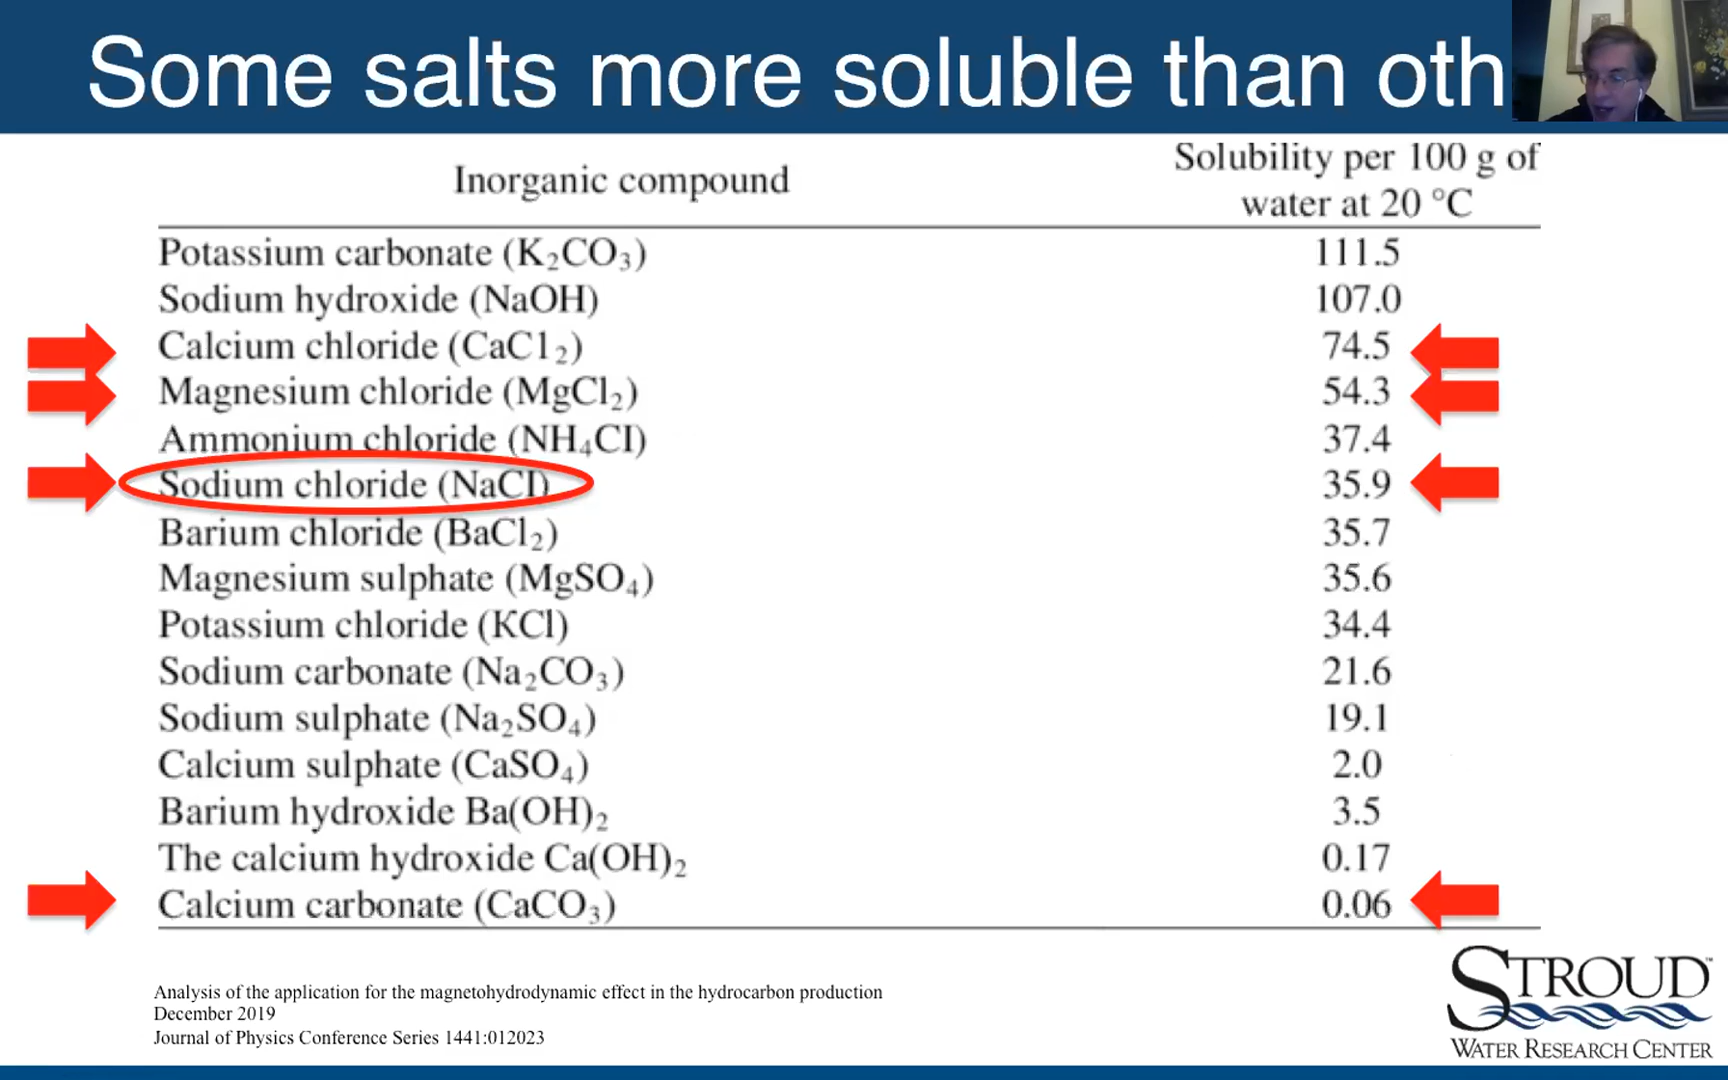 Some salts more soluble than oth
Inorganic compound
Solubility per 100 g of
water at 20 °C
Potassium carbonate (K₂CO₃) 111.5
Sodium hydroxide (NaOH) 107.0
Calcium chloride (CaCl₂) 74.5
Magnesium chloride (MgCl₂) 54.3
Ammonium chloride (NH₄Cl) 37.4
Sodium chloride (NaCl) 35.9
Barium chloride (BaCl₂) 35.7
Magnesium sulphate (MgSO₄) 35.6
Potassium chloride (KCl) 34.4
Sodium carbonate (Na₂CO₃) 21.6
Sodium sulphate (Na₂SO₄) 19.1
Calcium sulphate (CaSO₄) 2.0
Barium hydroxide Ba(OH)₂ 3.5
The calcium hydroxide Ca(OH)₂ 0.17
Calcium carbonate (CaCO₃) 0.06
Analysis of the application for the magnetohydrodynamic effect in the hydrocarbon production
December 2019
Journal of Physics Conference Series 1441:012023
STROUD™
WATER RESEARCH CENTER